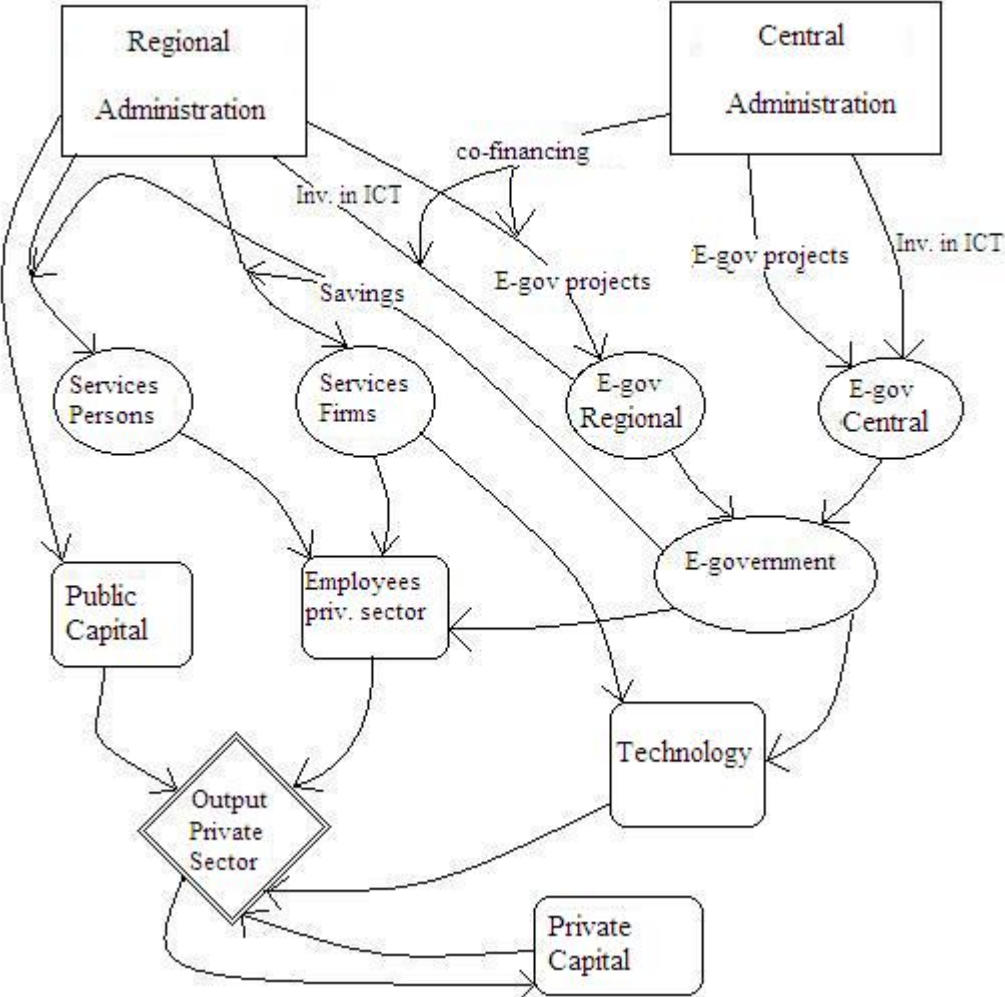 Regional
Administration
Central
Administration
co-financing
Inv. in ICT
E-gov projects
E-gov projects
Inv. in ICT
Savings
Services
Persons
Services
Firms
E-gov
Regional
E-gov
Central
E-government
Public
Capital
Employees
priv. sector
Technology
Output
Private
Sector
Private
Capital